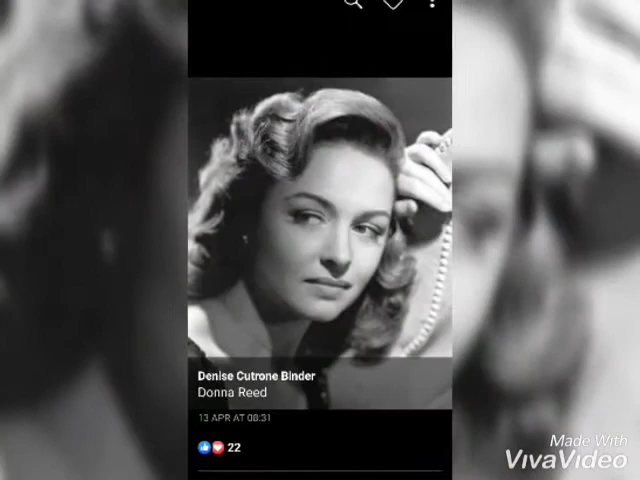 Denise Cutrone Binder
Donna Reed
13 APR AT 08:31
22
Made With
VivaVideo